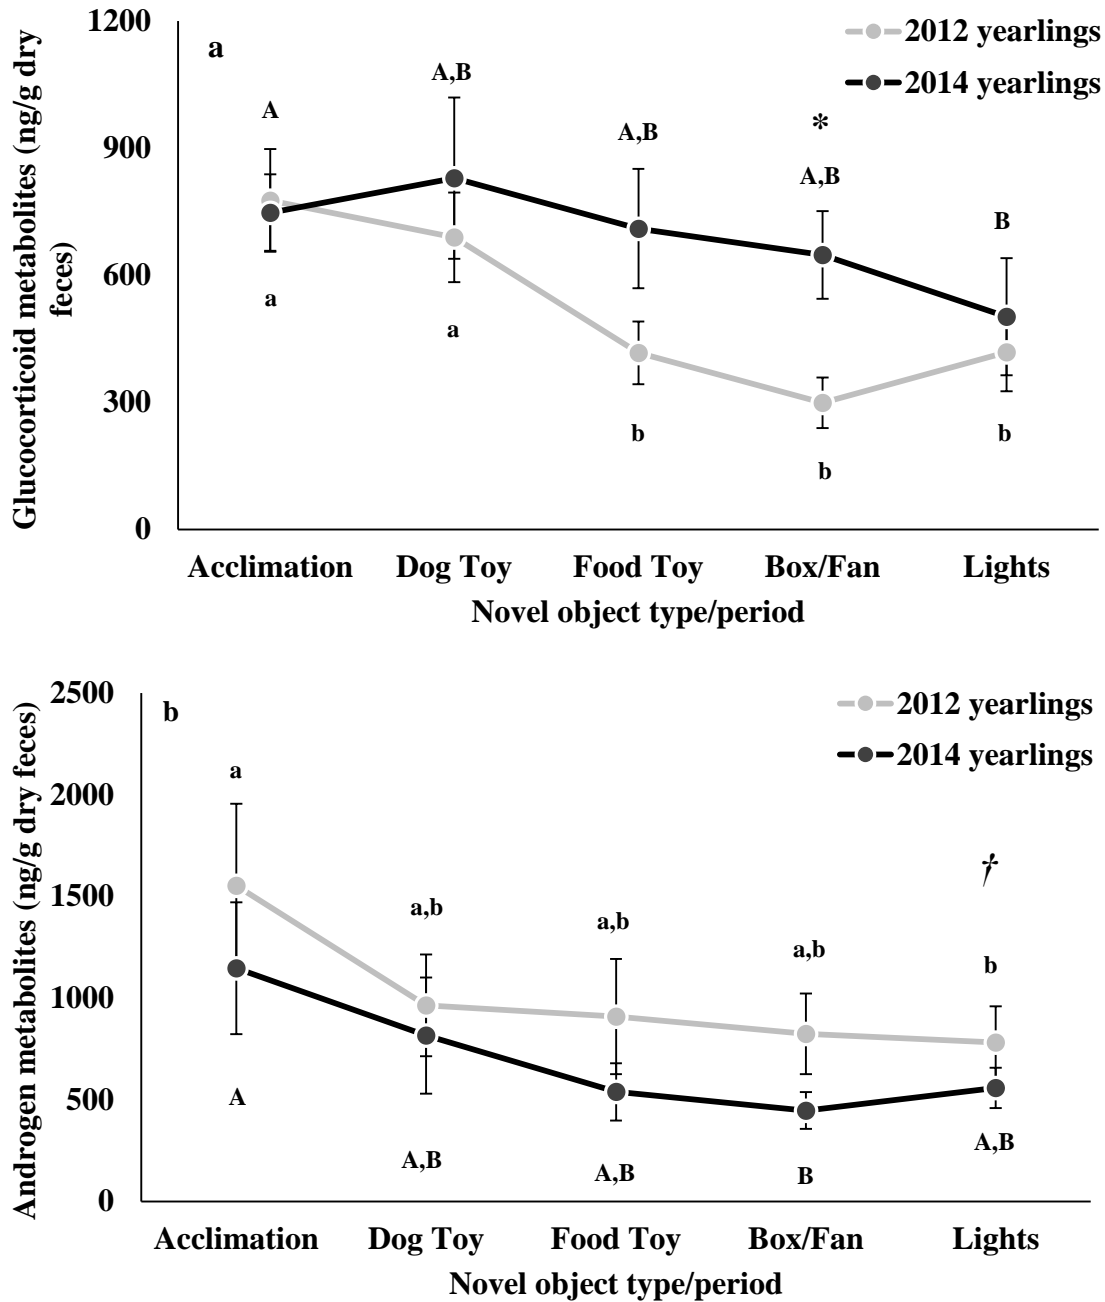 1200
a
2012 yearlings
2014 yearlings
A,B
A
A,B
*
A,B
B
900
600
300
0
a
a
b
b
b
Glucocorticoid metabolites (ng/g dry
feces)
Acclimation Dog Toy Food Toy Box/Fan Lights
Novel object type/period
2500
b
2012 yearlings
2014 yearlings
a
2000
†
1500
a,b
a,b
a,b
b
1000
500
0
A
A,B
A,B
B
A,B
Androgen metabolites (ng/g dry feces)
Acclimation Dog Toy Food Toy Box/Fan Lights
Novel object type/period